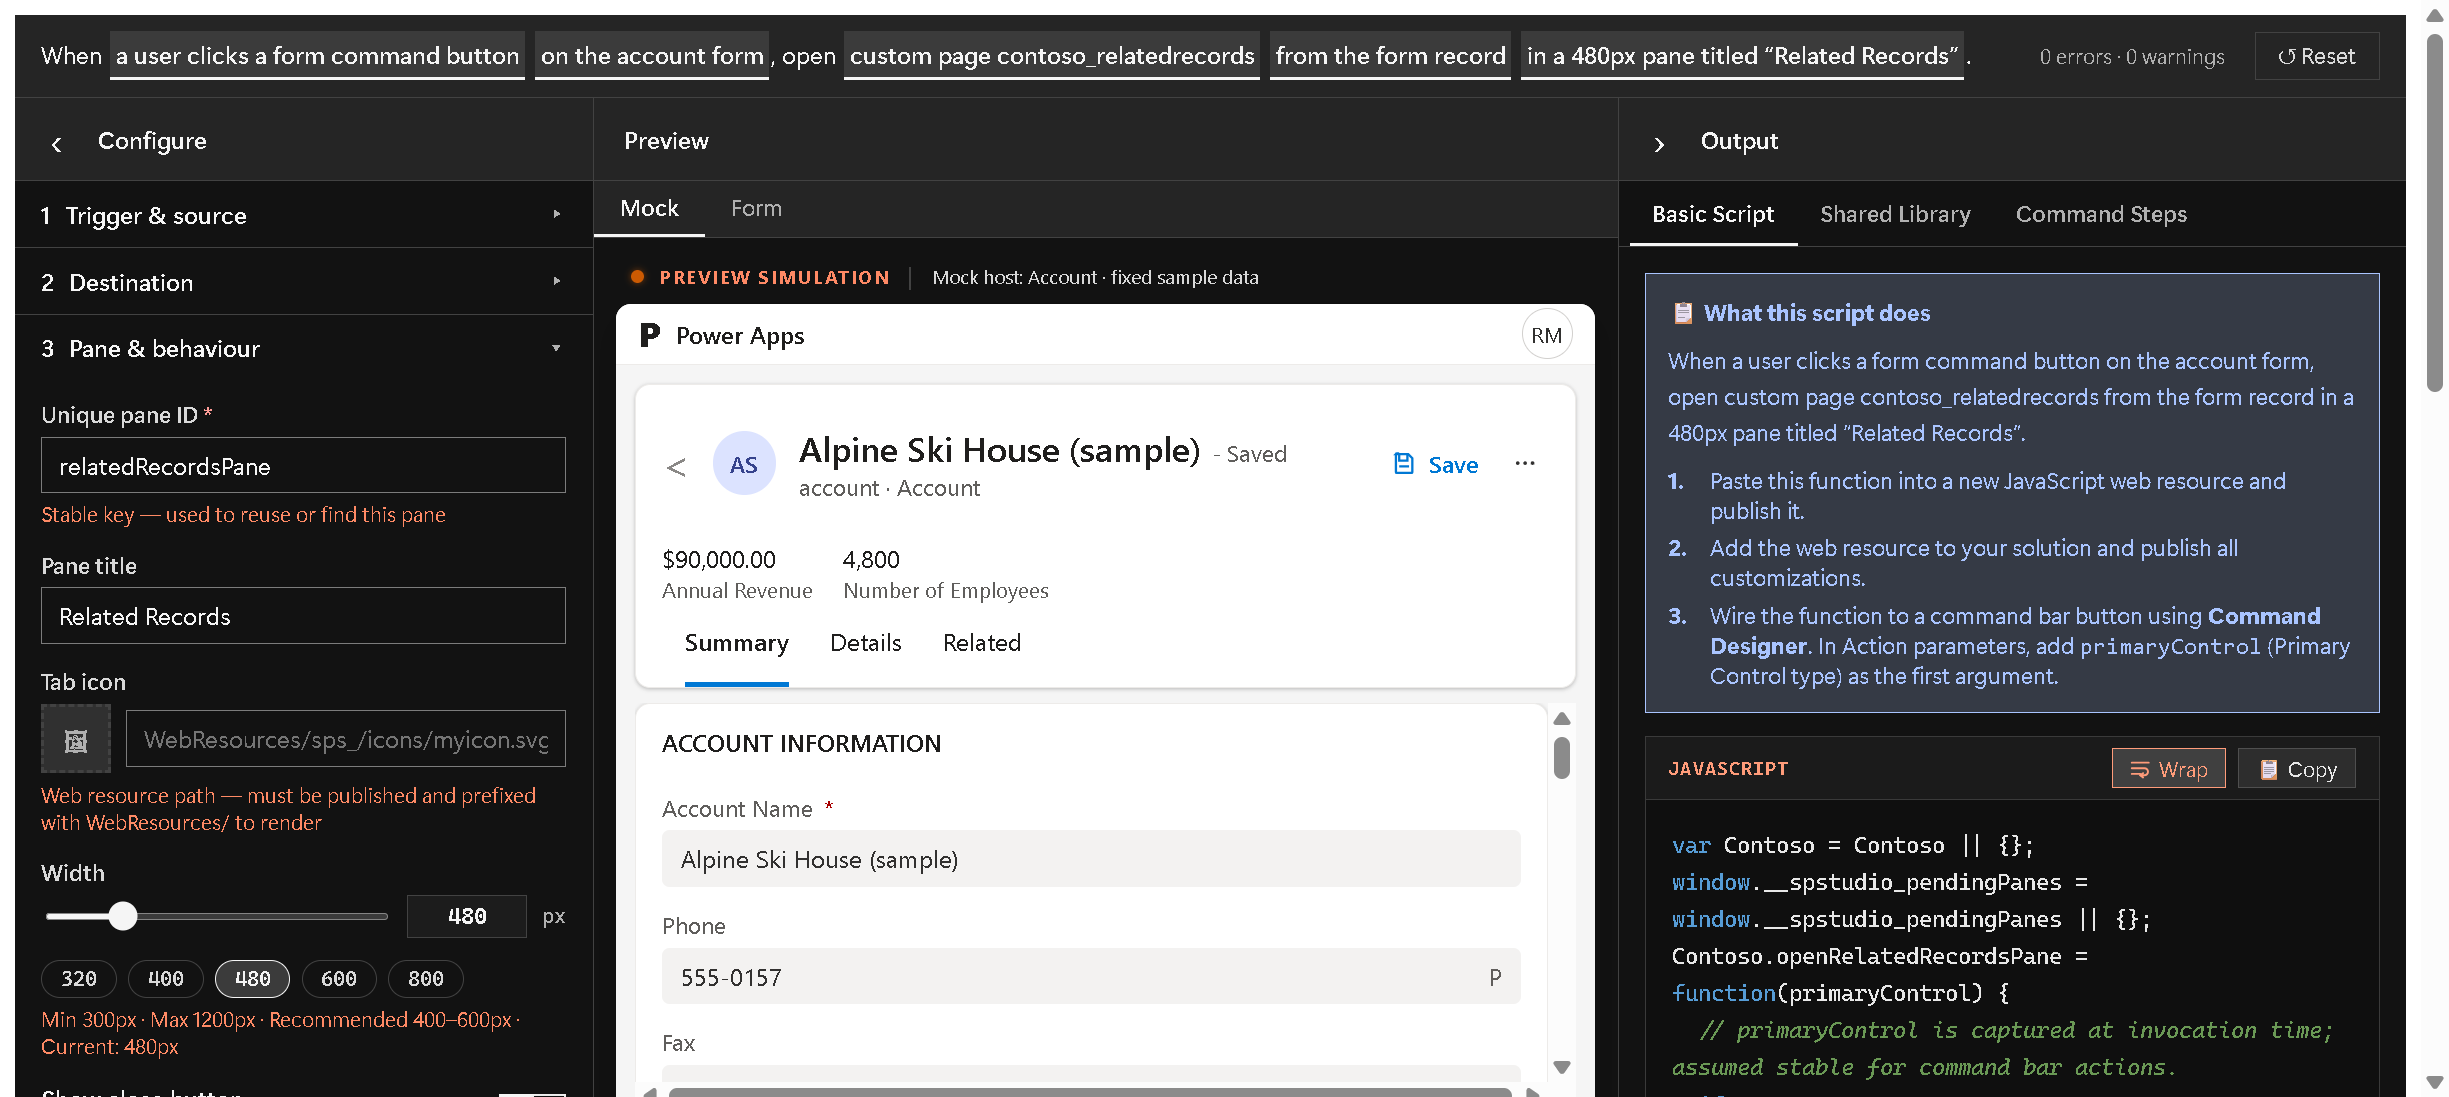 When a user clicks a form command button on the account form, open custom page contoso_relatedrecords from the form record in a 480px pane titled “Related Records”.
0 errors · 0 warnings
↺ Reset
‹ Configure
1 Trigger & source
2 Destination
3 Pane & behaviour
Unique pane ID *
relatedRecordsPane
Stable key — used to reuse or find this pane
Pane title
Related Records
Tab icon
WebResources/sps_/icons/myicon.svg
Web resource path — must be published and prefixed
with WebResources/ to render
Width
480 px
320 400 480 600 800
Min 300px · Max 1200px · Recommended 400–600px ·
Current: 480px
Show close button
Preview
Mock Form
PREVIEW SIMULATION
Mock host: Account · fixed sample data
Power Apps
RM
AS
Alpine Ski House (sample) - Saved
account · Account
Save
$90,000.00 4,800
Annual Revenue Number of Employees
Summary Details Related
ACCOUNT INFORMATION
Account Name *
Alpine Ski House (sample)
Phone
555-0157 P
Fax
› Output
Basic Script Shared Library Command Steps
📋 What this script does
When a user clicks a form command button on the account form,
open custom page contoso_relatedrecords from the form record in a
480px pane titled “Related Records”.
1. Paste this function into a new JavaScript web resource and
publish it.
2. Add the web resource to your solution and publish all
customizations.
3. Wire the function to a command bar button using Command
Designer. In Action parameters, add primaryControl (Primary
Control type) as the first argument.
JAVASCRIPT
Wrap
📋 Copy
var Contoso = Contoso || {};
window.__spstudio_pendingPanes =
window.__spstudio_pendingPanes || {};
Contoso.openRelatedRecordsPane =
function(primaryControl) {
// primaryControl is captured at invocation time;
assumed stable for command bar actions.